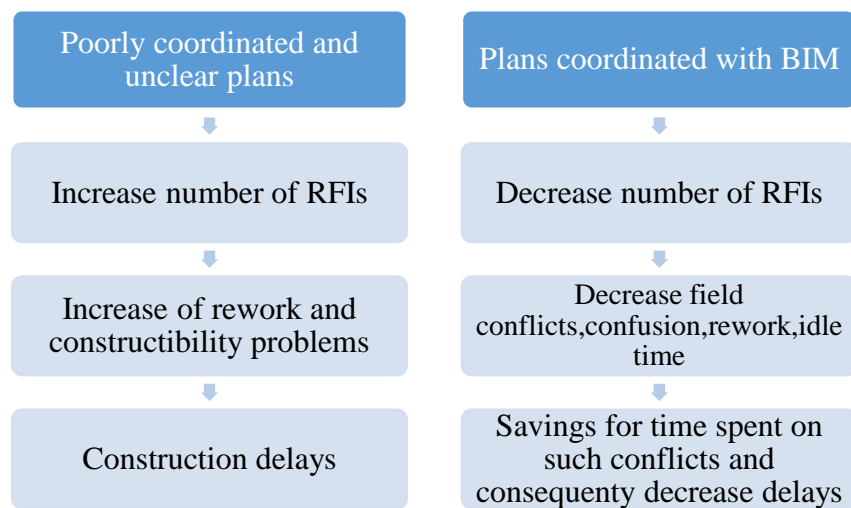 Poorly coordinated and
unclear plans
Increase number of RFIs
Increase of rework and
constructibility problems
Construction delays
Plans coordinated with BIM
Decrease number of RFIs
Decrease field
conflicts,confusion,rework,idle
time
Savings for time spent on
such conflicts and
consequenty decrease delays